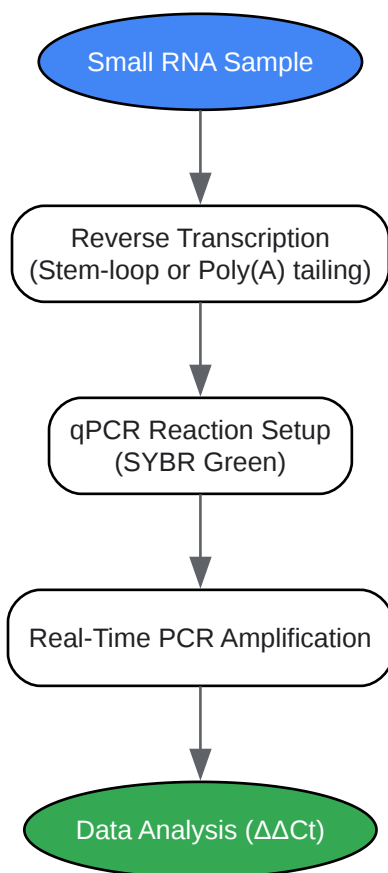 Small RNA Sample
Reverse Transcription
(Stem-loop or Poly(A) tailing)
qPCR Reaction Setup
(SYBR Green)
Real-Time PCR Amplification
Data Analysis (ΔΔCt)